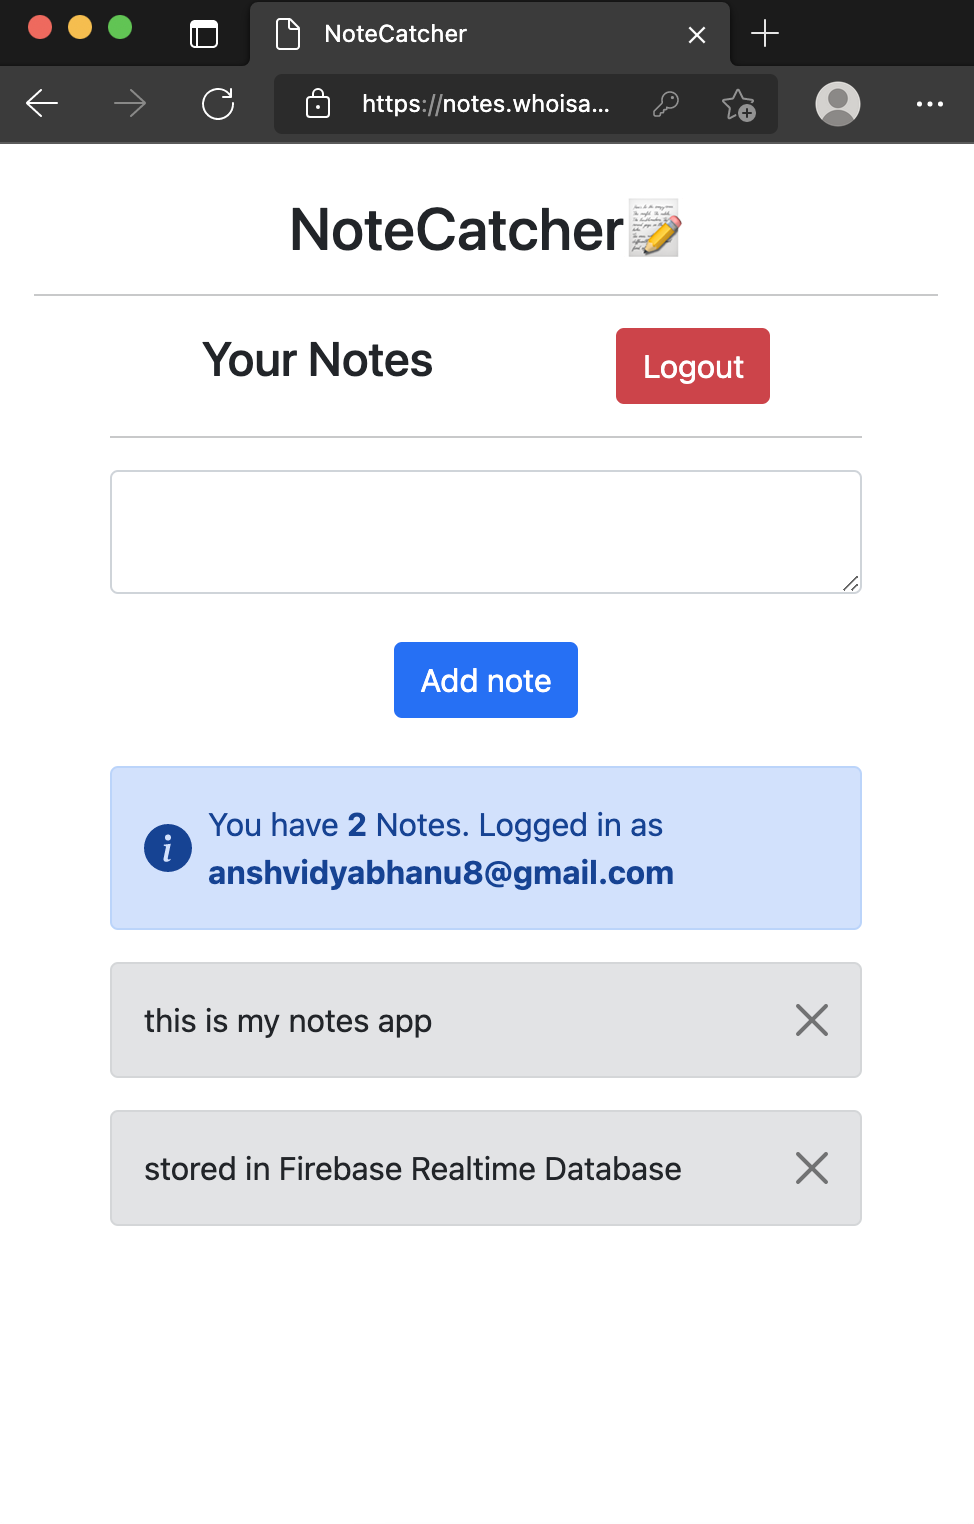 NoteCatcher
https://notes.whoisa...
NoteCatcher
Your Notes
Logout
Add note
You have 2 Notes. Logged in as
anshvidyabhanu8@gmail.com
this is my notes app
stored in Firebase Realtime Database